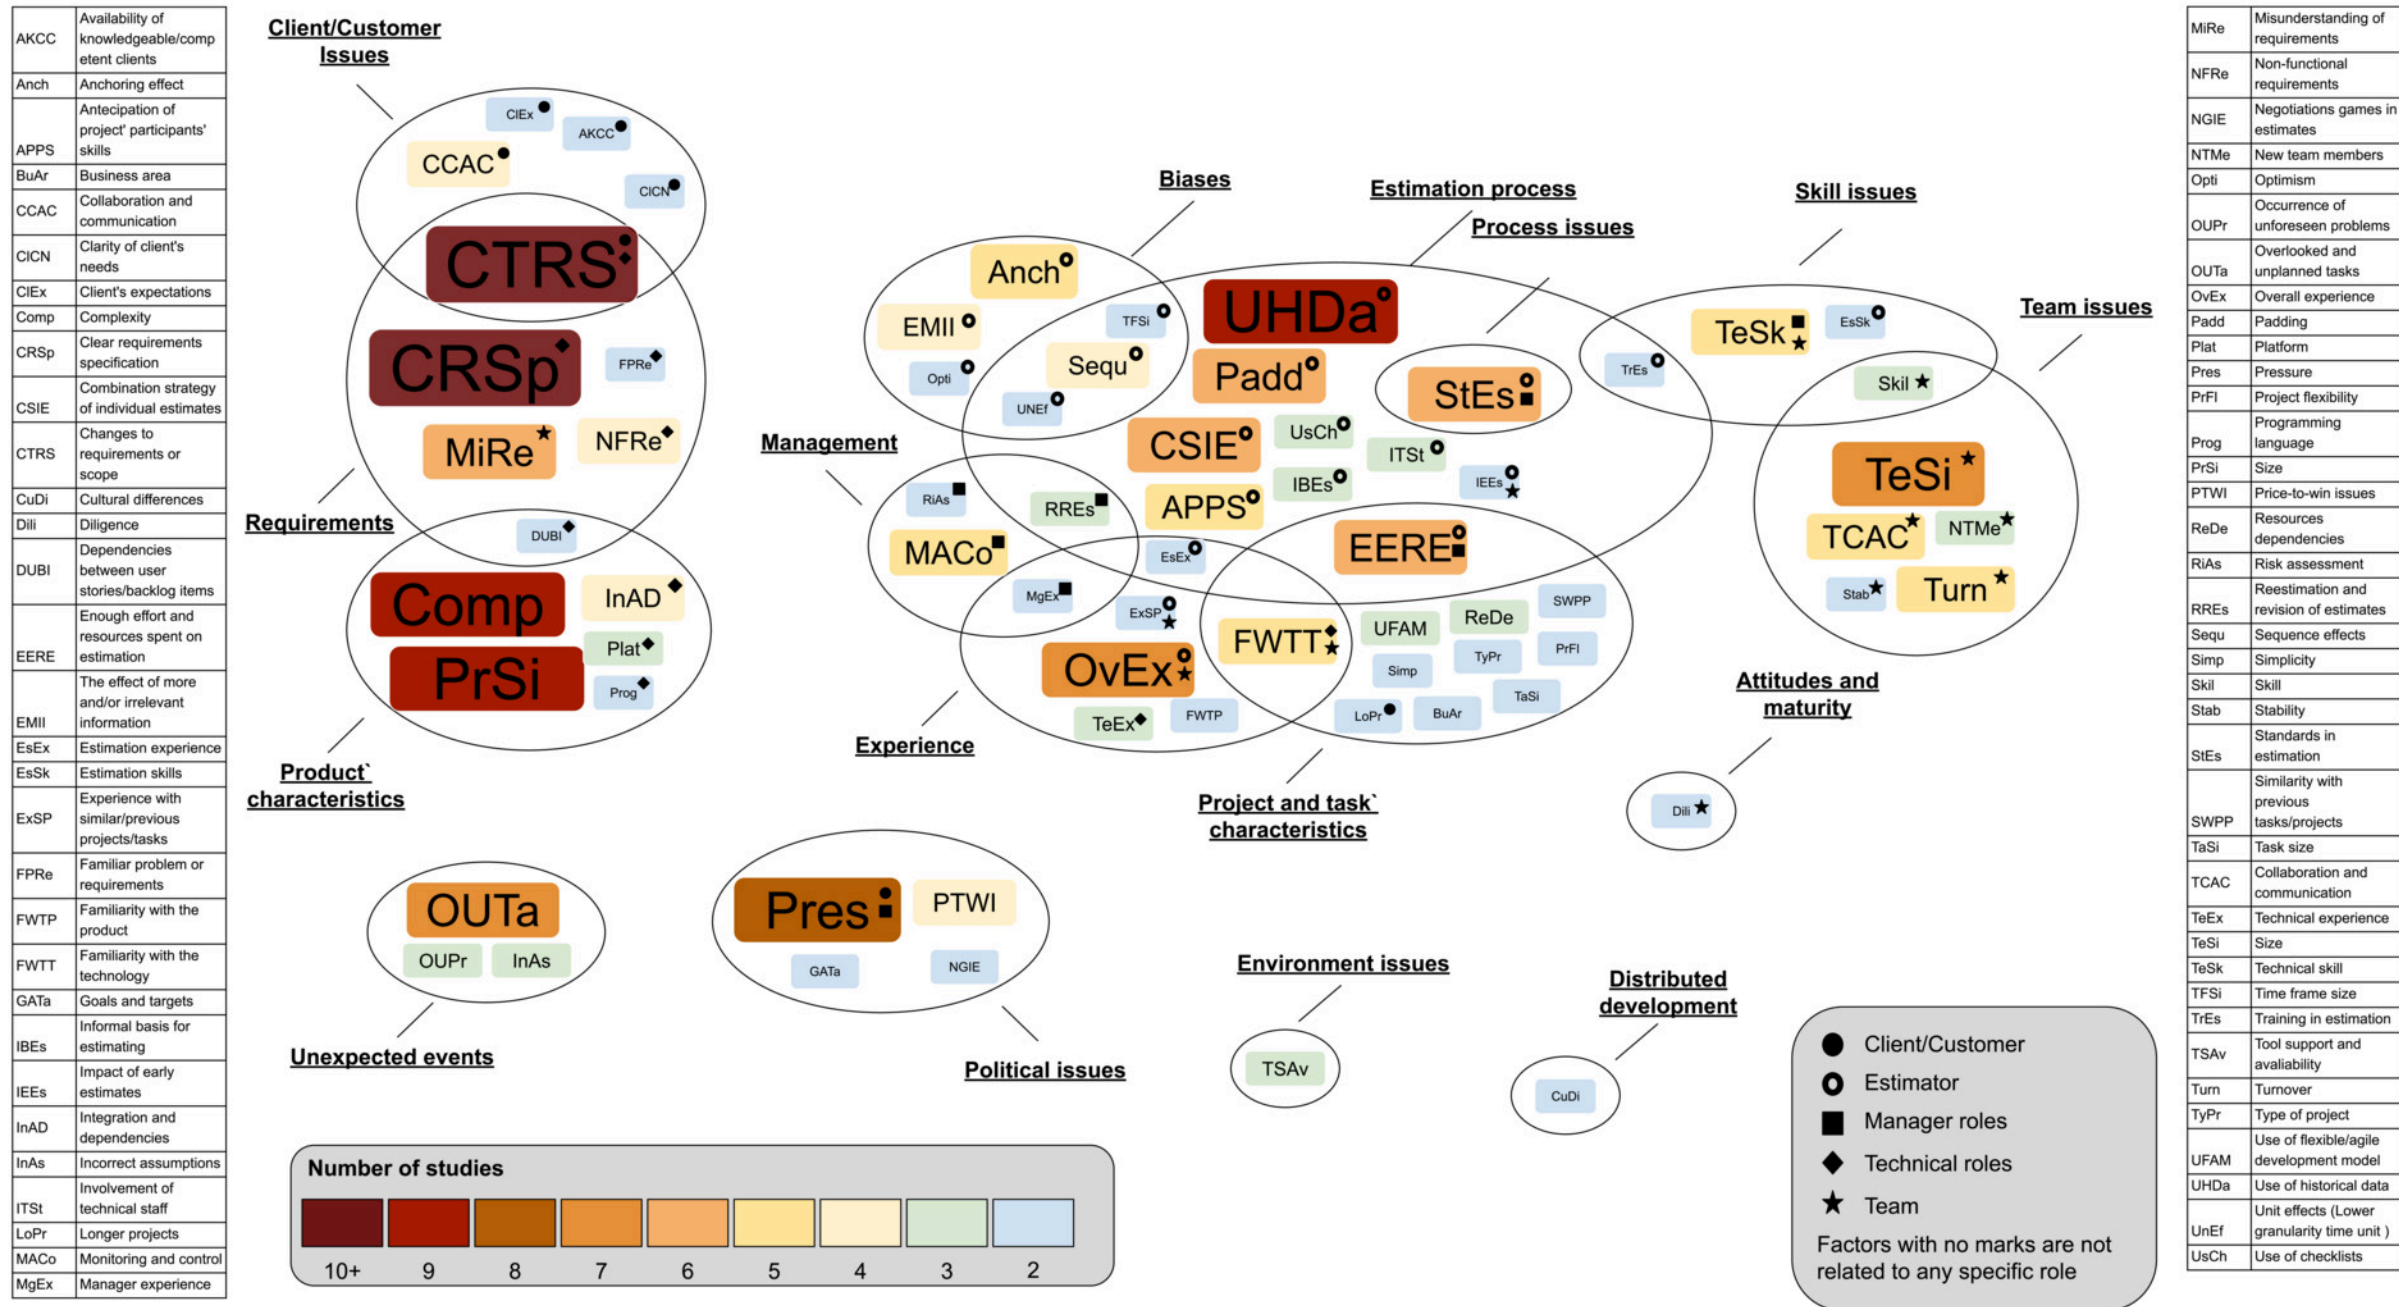 AKCC
Availability of
knowledgeable/comp
etent clients
Anch
Anchoring effect
APPS
Antecipation of
project' participants'
skills
BuAr
Business area
CCAC
Collaboration and
communication
ClCN
Clarity of client's
needs
ClEx
Client's expectations
Comp
Complexity
CRSp
Clear requirements
specification
CSIE
Combination strategy
of individual estimates
CTRS
Changes to
requirements or
scope
CuDi
Cultural differences
Dili
Diligence
DUBI
Dependencies
between user
stories/backlog items
EERE
Enough effort and
resources spent on
estimation
EMII
The effect of more
and/or irrelevant
information
EsEx
Estimation experience
EsSk
Estimation skills
ExSP
Experience with
similar/previous
projects/tasks
FPRe
Familiar problem or
requirements
FWTP
Familiarity with the
product
FWTT
Familiarity with the
technology
GATa
Goals and targets
IBEs
Informal basis for
estimating
IEEs
Impact of early
estimates
InAD
Integration and
dependencies
InAs
Incorrect assumptions
ITSt
Involvement of
technical staff
LoPr
Longer projects
MACo
Monitoring and control
MgEx
Manager experience
Client/Customer
Issues
ClEx
AKCC
CCAC
ClCN
CTRS
CRSp
FPRe
MiRe
NFRe
Requirements
DUBI
Comp
InAD
Plat
PrSi
Prog
Product`
characteristics
Biases
Estimation process
Process issues
Skill issues
Team issues
Anch
EMII
TFSi
Sequ
Opti
UNEf
UHDa
Padd
StEs
CSIE
UsCh
ITSt
IBEs
IEEs
APPS
EERE
TeSk
EsSk
TrEs
Skil
TeSi
TCAC
NTMe
Stab
Turn
Management
RiAs
RREs
MACo
EsEx
MgEx
ExSP
OvEx
FWTT
TeEx
FWTP
UFAM
ReDe
SWPP
Simp
TyPr
PrFl
TaSi
LoPr
BuAr
Experience
Project and task`
characteristics
Attitudes and
maturity
Dili
OUTa
OUPr
InAs
Unexpected events
Pres
PTWI
GATa
NGIE
Political issues
Environment issues
TSAv
Distributed
development
CuDi
Number of studies
10+ 9 8 7 6 5 4 3 2
Client/Customer
Estimator
Manager roles
Technical roles
Team
Factors with no marks are not
related to any specific role
MiRe
Misunderstanding of
requirements
NFRe
Non-functional
requirements
NGIE
Negotiations games in
estimates
NTMe
New team members
Opti
Optimism
OUPr
Occurrence of
unforeseen problems
OUTa
Overlooked and
unplanned tasks
OvEx
Overall experience
Padd
Padding
Plat
Platform
Pres
Pressure
PrFl
Project flexibility
Prog
Programming
language
PrSi
Size
PTWI
Price-to-win issues
ReDe
Resources
dependencies
RiAs
Risk assessment
RREs
Reestimation and
revision of estimates
Sequ
Sequence effects
Simp
Simplicity
Skil
Skill
Stab
Stability
StEs
Standards in
estimation
SWPP
Similarity with
previous
tasks/projects
TaSi
Task size
TCAC
Collaboration and
communication
TeEx
Technical experience
TeSi
Size
TeSk
Technical skill
TFSi
Time frame size
TrEs
Training in estimation
TSAv
Tool support and
avaliability
Turn
Turnover
TyPr
Type of project
UFAM
Use of flexible/agile
development model
UHDa
Use of historical data
UnEf
Unit effects (Lower
granularity time unit )
UsCh
Use of checklists